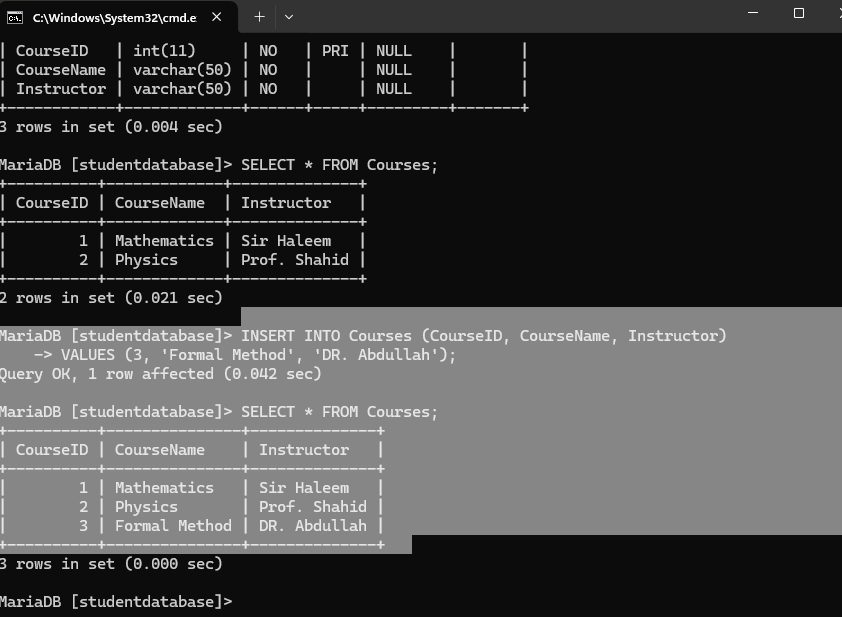 C:\Windows\System32\cmd.e
| CourseID   | int(11)     | NO   | PRI | NULL    |       |
| CourseName | varchar(50) | NO   |     | NULL    |       |
| Instructor | varchar(50) | NO   |     | NULL    |       |
+------------+-------------+------+-----+---------+-------+
3 rows in set (0.004 sec)
MariaDB [studentdatabase]> SELECT * FROM Courses;
+----------+-------------+--------------+
| CourseID | CourseName  | Instructor   |
+----------+-------------+--------------+
|        1 | Mathematics | Sir Haleem   |
|        2 | Physics     | Prof. Shahid |
+----------+-------------+--------------+
2 rows in set (0.021 sec)
MariaDB [studentdatabase]> INSERT INTO Courses (CourseID, CourseName, Instructor)
    -> VALUES (3, 'Formal Method', 'DR. Abdullah');
Query OK, 1 row affected (0.042 sec)
MariaDB [studentdatabase]> SELECT * FROM Courses;
+----------+---------------+--------------+
| CourseID | CourseName    | Instructor   |
+----------+---------------+--------------+
|        1 | Mathematics   | Sir Haleem   |
|        2 | Physics       | Prof. Shahid |
|        3 | Formal Method | DR. Abdullah |
+----------+---------------+--------------+
3 rows in set (0.000 sec)
MariaDB [studentdatabase]>